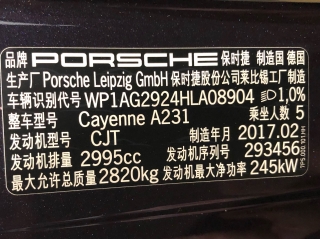 品牌 PORSCHE 保时捷 制造国 德国
生产厂 Porsche Leipzig GmbH 保时捷股份公司莱比锡工厂制造
车辆识别代号 WP1AG2924HLA08904 1,0%
整车型号 Cayenne A231 乘坐人数 5
发动机型号 CJT 制造年月 2017.02
发动机排量 2995cc 发动机序列号 293456
最大允许总质量 2820kg 发动机最大净功率 245kW